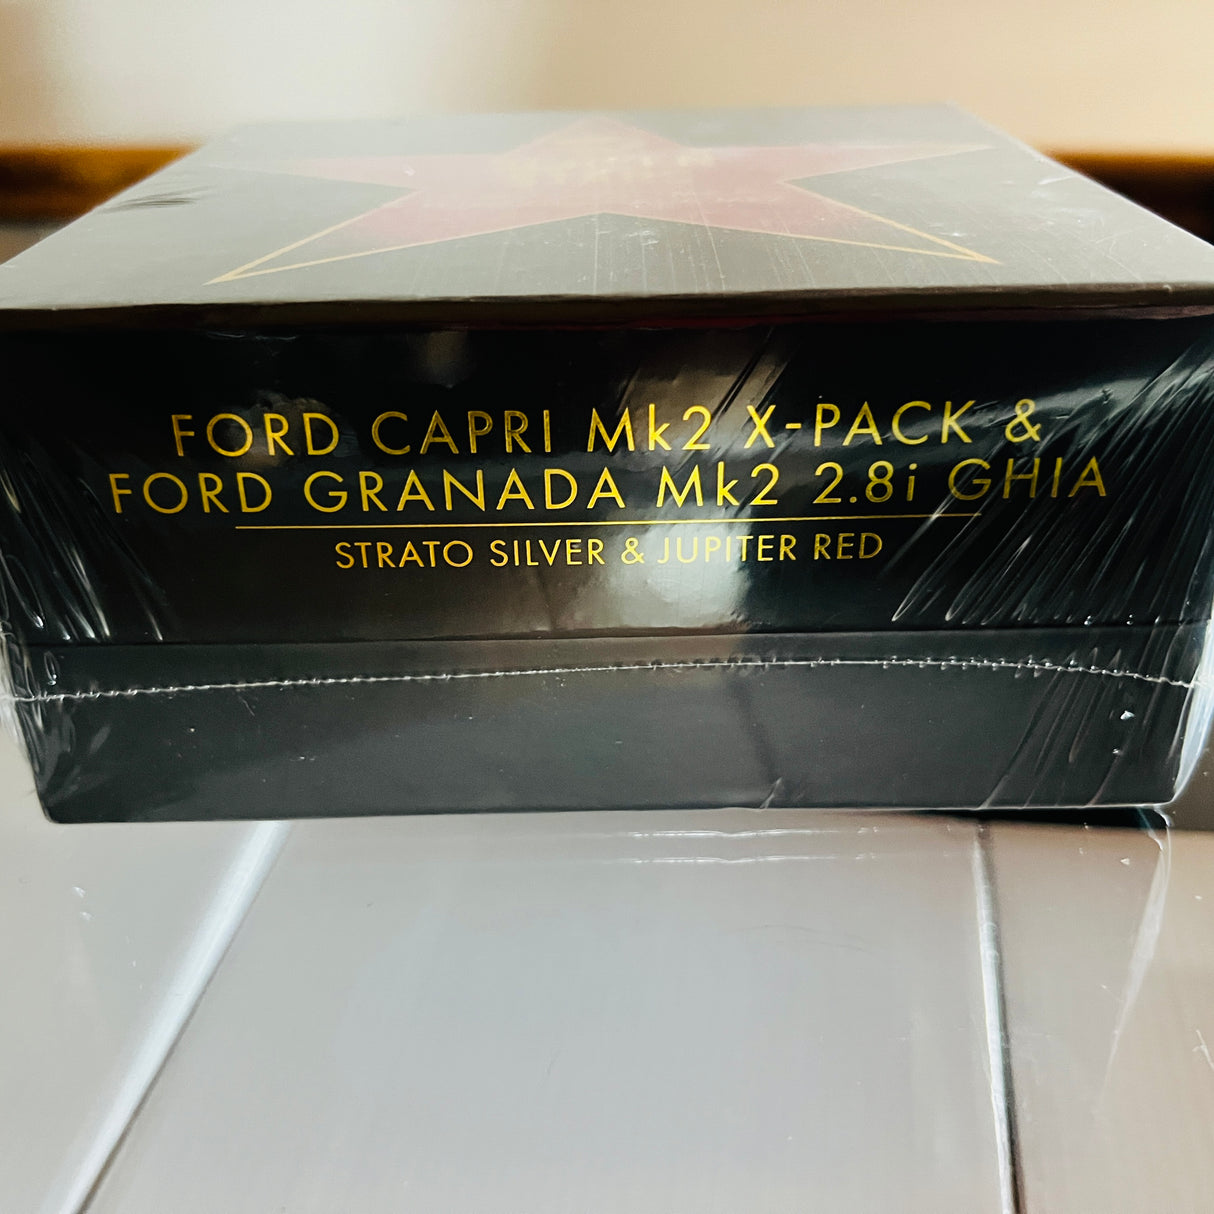 FORD CAPRI Mk2 X-PACK &
FORD GRANADA Mk2 2.8i GHIA
STRATO SILVER & JUPITER RED